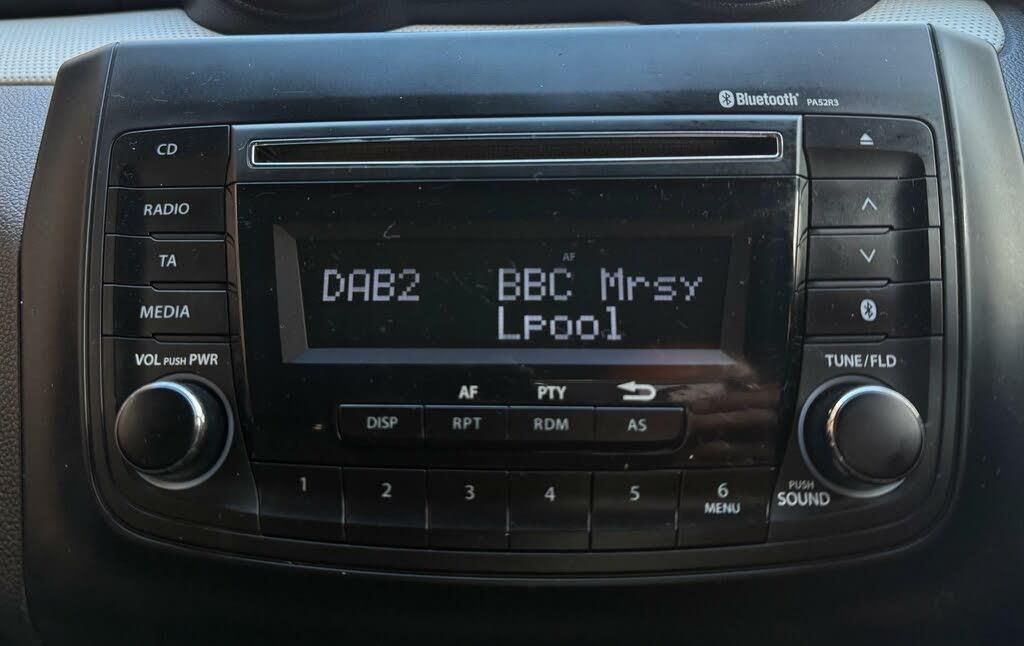 Bluetooth® PA52R3
CD
RADIO
TA
MEDIA
VOL PUSH PWR
AF
DAB2 BBC Mrsy
Lpool
TUNE/FLD
AF PTY
DISP RPT RDM AS
1 2 3 4 5 6
MENU
PUSH
SOUND